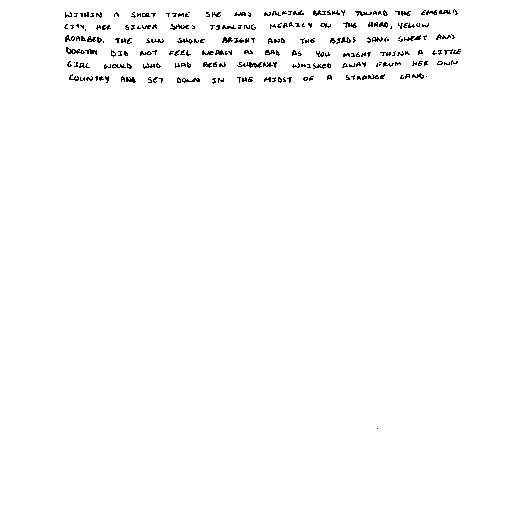 WITHIN A SHORT TIME SHE WAS WALKING BRISKLY TOWARD THE EMERALD
CITY, HER SILVER SHOES TINKLING MERRILY ON THE HARD, YELLOW
ROADBED. THE SUN SHONE BRIGHT AND THE BIRDS SANG SWEET AND
DOROTHY DID NOT FEEL NEARLY AS BAD AS YOU MIGHT THINK A LITTLE
GIRL WOULD WHO HAD BEEN SUDDENLY WHISKED AWAY FROM HER OWN
COUNTRY AND SET DOWN IN THE MIDST OF A STRANGE LAND.